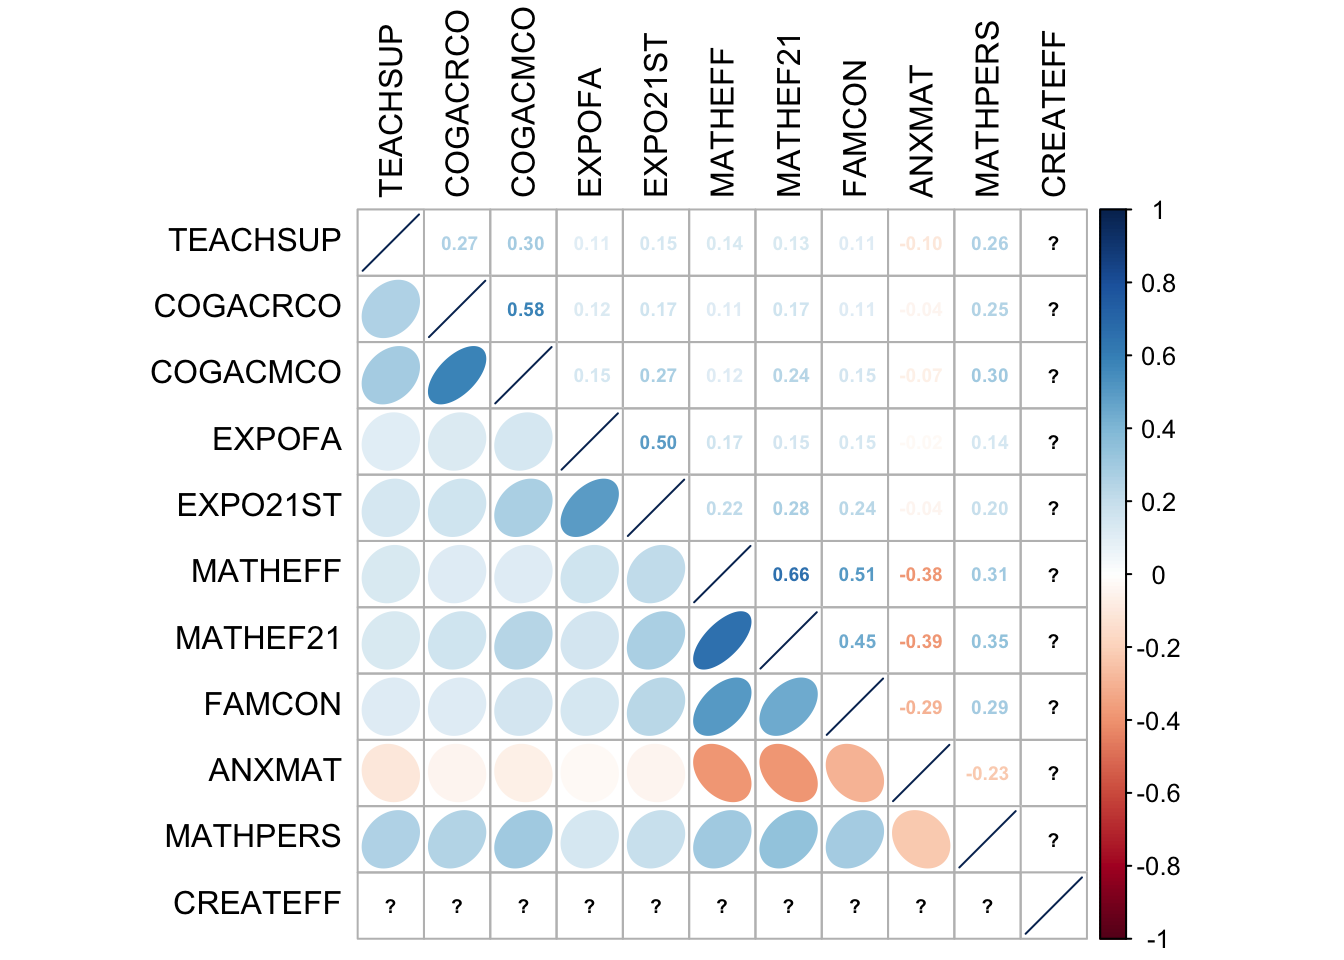 TEACHSUP COGACRCO COGACMCO EXPOFA EXPO21ST MATHEFF MATHEF21 FAMCON ANXMAT MATHPERS CREATEFF
TEACHSUP 0.27 0.30 0.11 0.15 0.14 0.13 0.11 -0.10 0.26 ?
COGACRCO 0.58 0.12 0.17 0.11 0.17 0.11 -0.04 0.25 ?
COGACMCO 0.15 0.27 0.12 0.24 0.15 -0.07 0.30 ?
EXPOFA 0.50 0.17 0.15 0.15 -0.02 0.14 ?
EXPO21ST 0.22 0.28 0.24 -0.04 0.20 ?
MATHEFF 0.66 0.51 -0.38 0.31 ?
MATHEF21 0.45 -0.39 0.35 ?
FAMCON -0.29 0.29 ?
ANXMAT -0.23 ?
MATHPERS ?
CREATEFF ? ? ? ? ? ? ? ? ? ?
1
0.8
0.6
0.4
0.2
0
-0.2
-0.4
-0.6
-0.8
-1